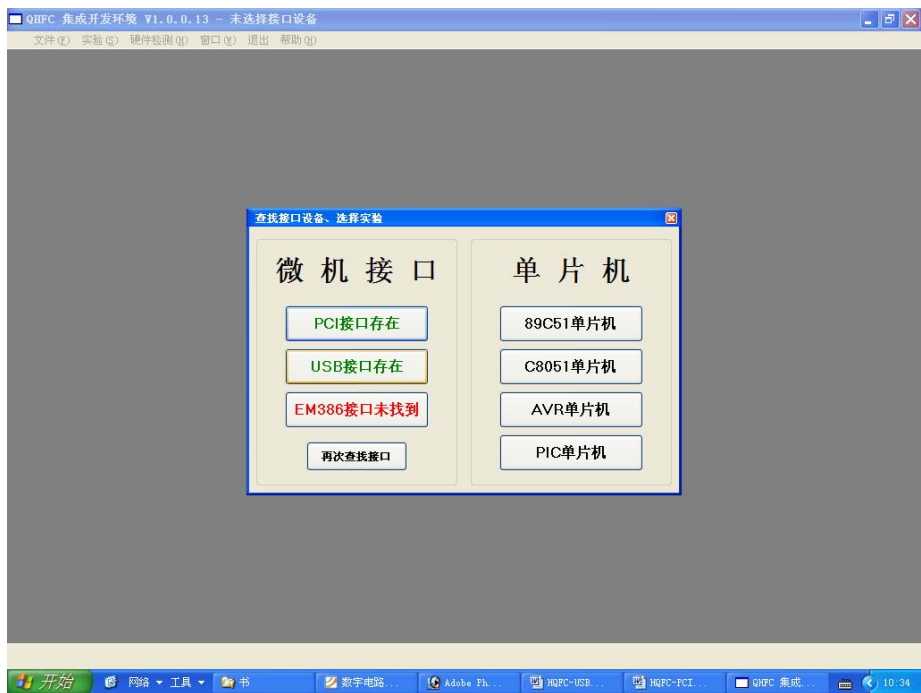 QHFC 集成开发环境 V1.0.0.13 - 未选择接口设备
文件(F) 实验(S) 硬件检测(H) 窗口(W) 退出 帮助(H)
查找接口设备、选择实验
微机接口
PCI接口存在
USB接口存在
EM386接口未找到
再次查找接口
单片机
89C51单片机
C8051单片机
AVR单片机
PIC单片机
开始 网络 工具 书 数字电路... Adobe Ph... HQFC-USB... HQFC-PCI... QHFC 集成... 10:34